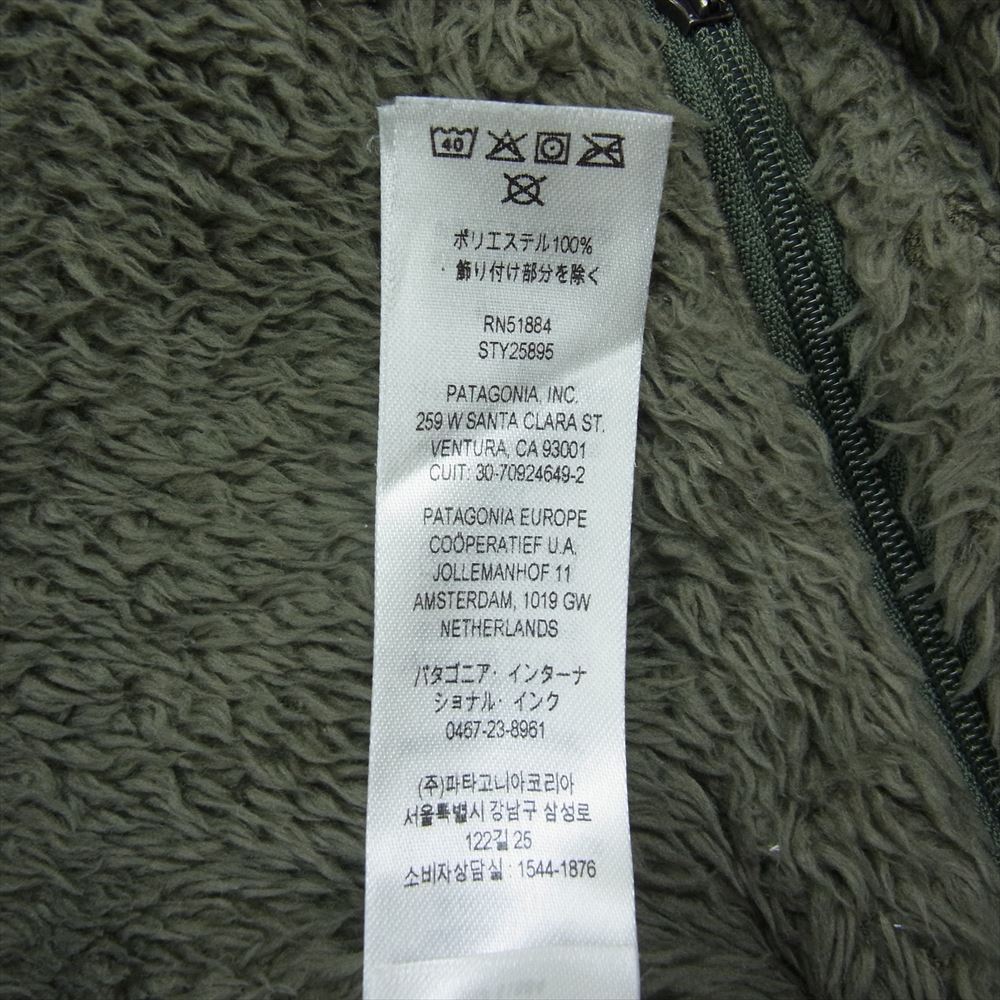 40
ポリエステル100%
・飾り付け部分を除く
RN51884
STY25895
PATAGONIA, INC.
259 W SANTA CLARA ST.
VENTURA, CA 93001
CUIT: 30-70924649-2
PATAGONIA EUROPE
COÖPERATIEF U.A.
JOLLEMANHOF 11
AMSTERDAM, 1019 GW
NETHERLANDS
パタゴニア・インターナ
ショナル・インク
0467-23-8961
(주)파타고니아코리아
서울특별시 강남구 삼성로
122길 25
소비자상담실 : 1544-1876